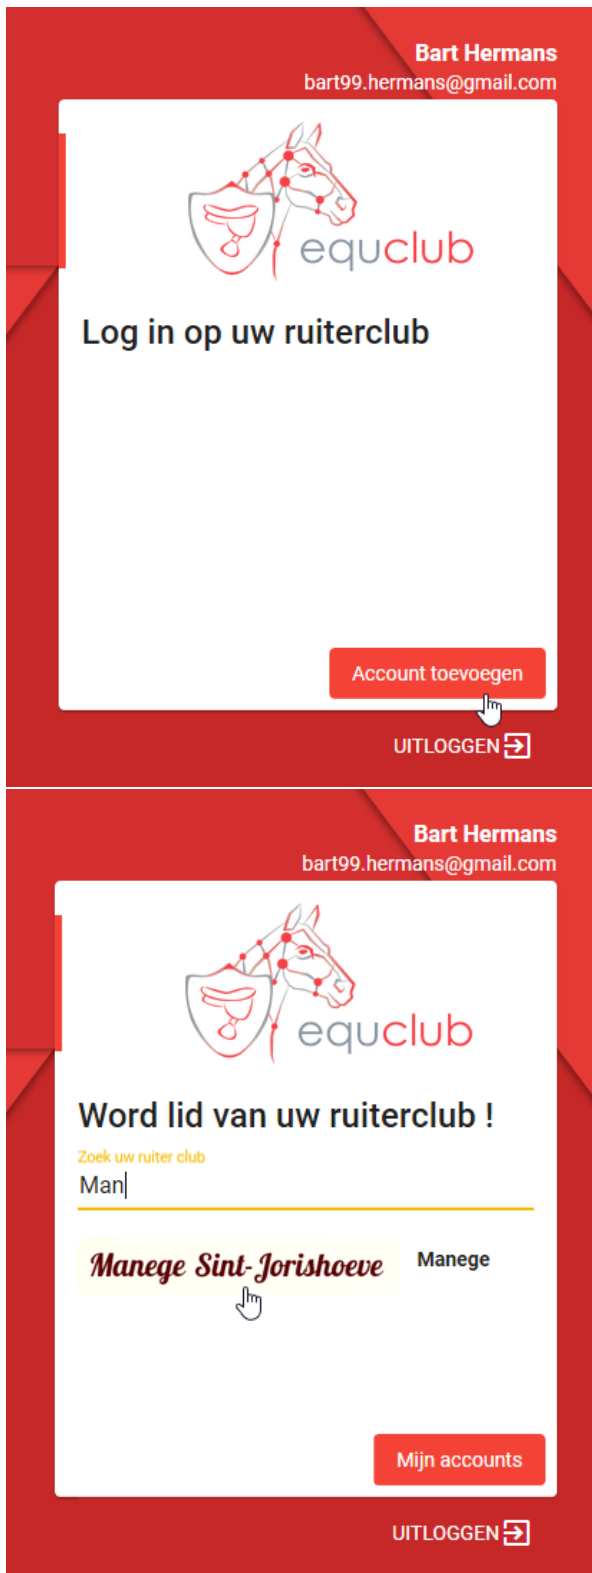 Bart Hermans
bart99.hermans@gmail.com
equclub
Log in op uw ruiterclub
Account toevoegen
UITLOGGEN
Bart Hermans
bart99.hermans@gmail.com
equclub
Word lid van uw ruiterclub !
Zoek uw ruiter club
Man
Manege Sint-Jorishoeve Manege
Mijn accounts
UITLOGGEN